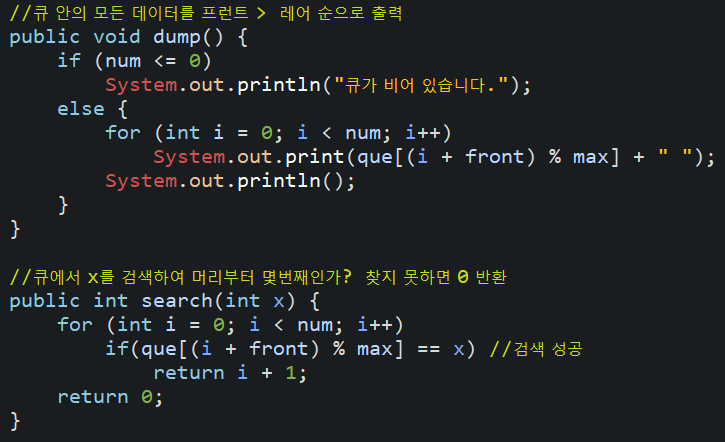 //큐 안의 모든 데이터를 프런트 > 레어 순으로 출력
public void dump() {
    if (num <= 0)
        System.out.println("큐가 비어 있습니다.");
    else {
        for (int i = 0; i < num; i++)
            System.out.print(que[(i + front) % max] + " ");
        System.out.println();
    }
}

//큐에서 x를 검색하여 머리부터 몇번째인가? 찾지 못하면 0 반환
public int search(int x) {
    for (int i = 0; i < num; i++)
        if(que[(i + front) % max] == x) //검색 성공
            return i + 1;
    return 0;
}